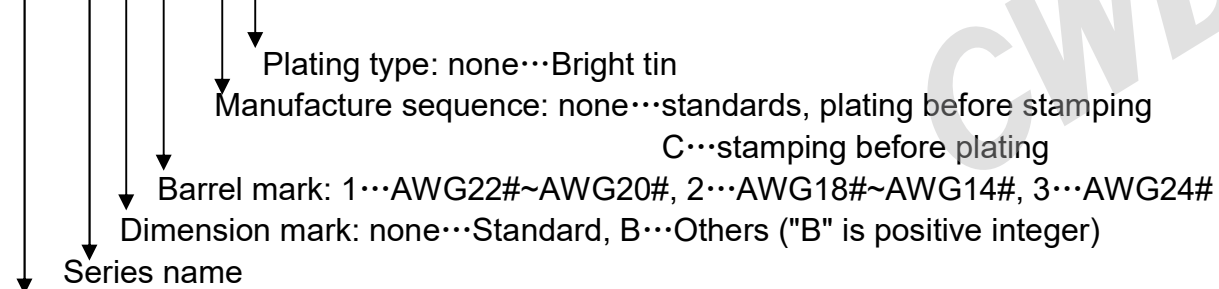 Plating type: none⋯Bright tin
Manufacture sequence: none⋯standards, plating before stamping
C⋯stamping before plating
Barrel mark: 1⋯AWG22#~AWG20#, 2⋯AWG18#~AWG14#, 3⋯AWG24#
Dimension mark: none⋯Standard, B⋯Others ("B" is positive integer)
Series name